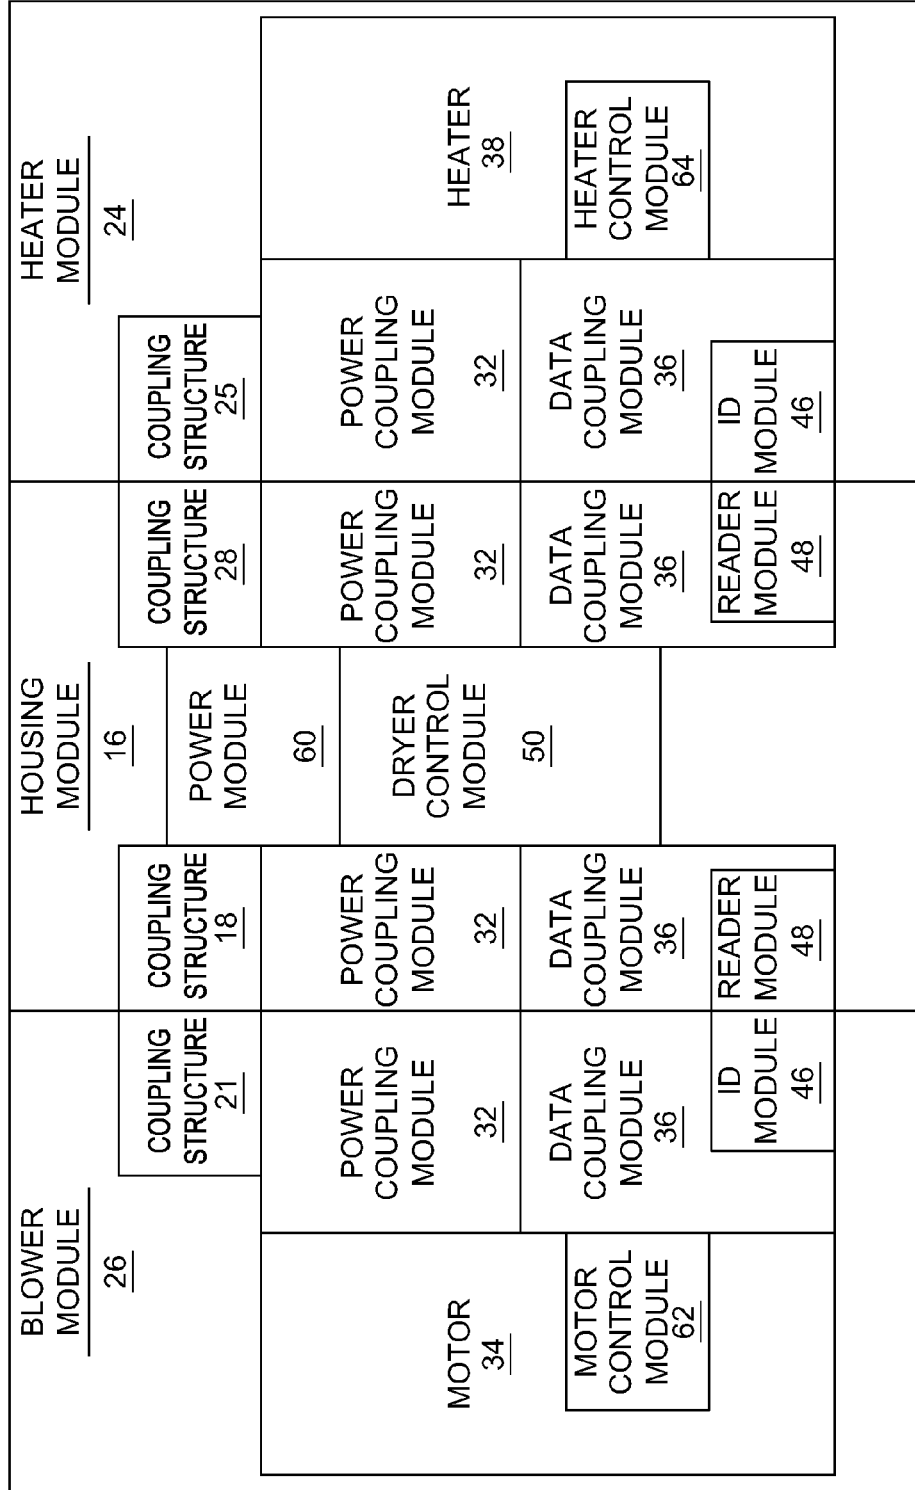 BLOWER
MODULE
26
HOUSING
MODULE
16
HEATER
MODULE
24
COUPLING
STRUCTURE
21
COUPLING
STRUCTURE
18
POWER
MODULE
60
COUPLING
STRUCTURE
28
COUPLING
STRUCTURE
25
MOTOR
34
MOTOR
CONTROL
MODULE
62
POWER
COUPLING
MODULE
32
POWER
COUPLING
MODULE
32
DRYER
CONTROL
MODULE
50
POWER
COUPLING
MODULE
32
POWER
COUPLING
MODULE
32
HEATER
38
HEATER
CONTROL
MODULE
64
DATA
COUPLING
MODULE
36
DATA
COUPLING
MODULE
36
DATA
COUPLING
MODULE
36
DATA
COUPLING
MODULE
36
ID
MODULE
46
READER
MODULE
48
READER
MODULE
48
ID
MODULE
46